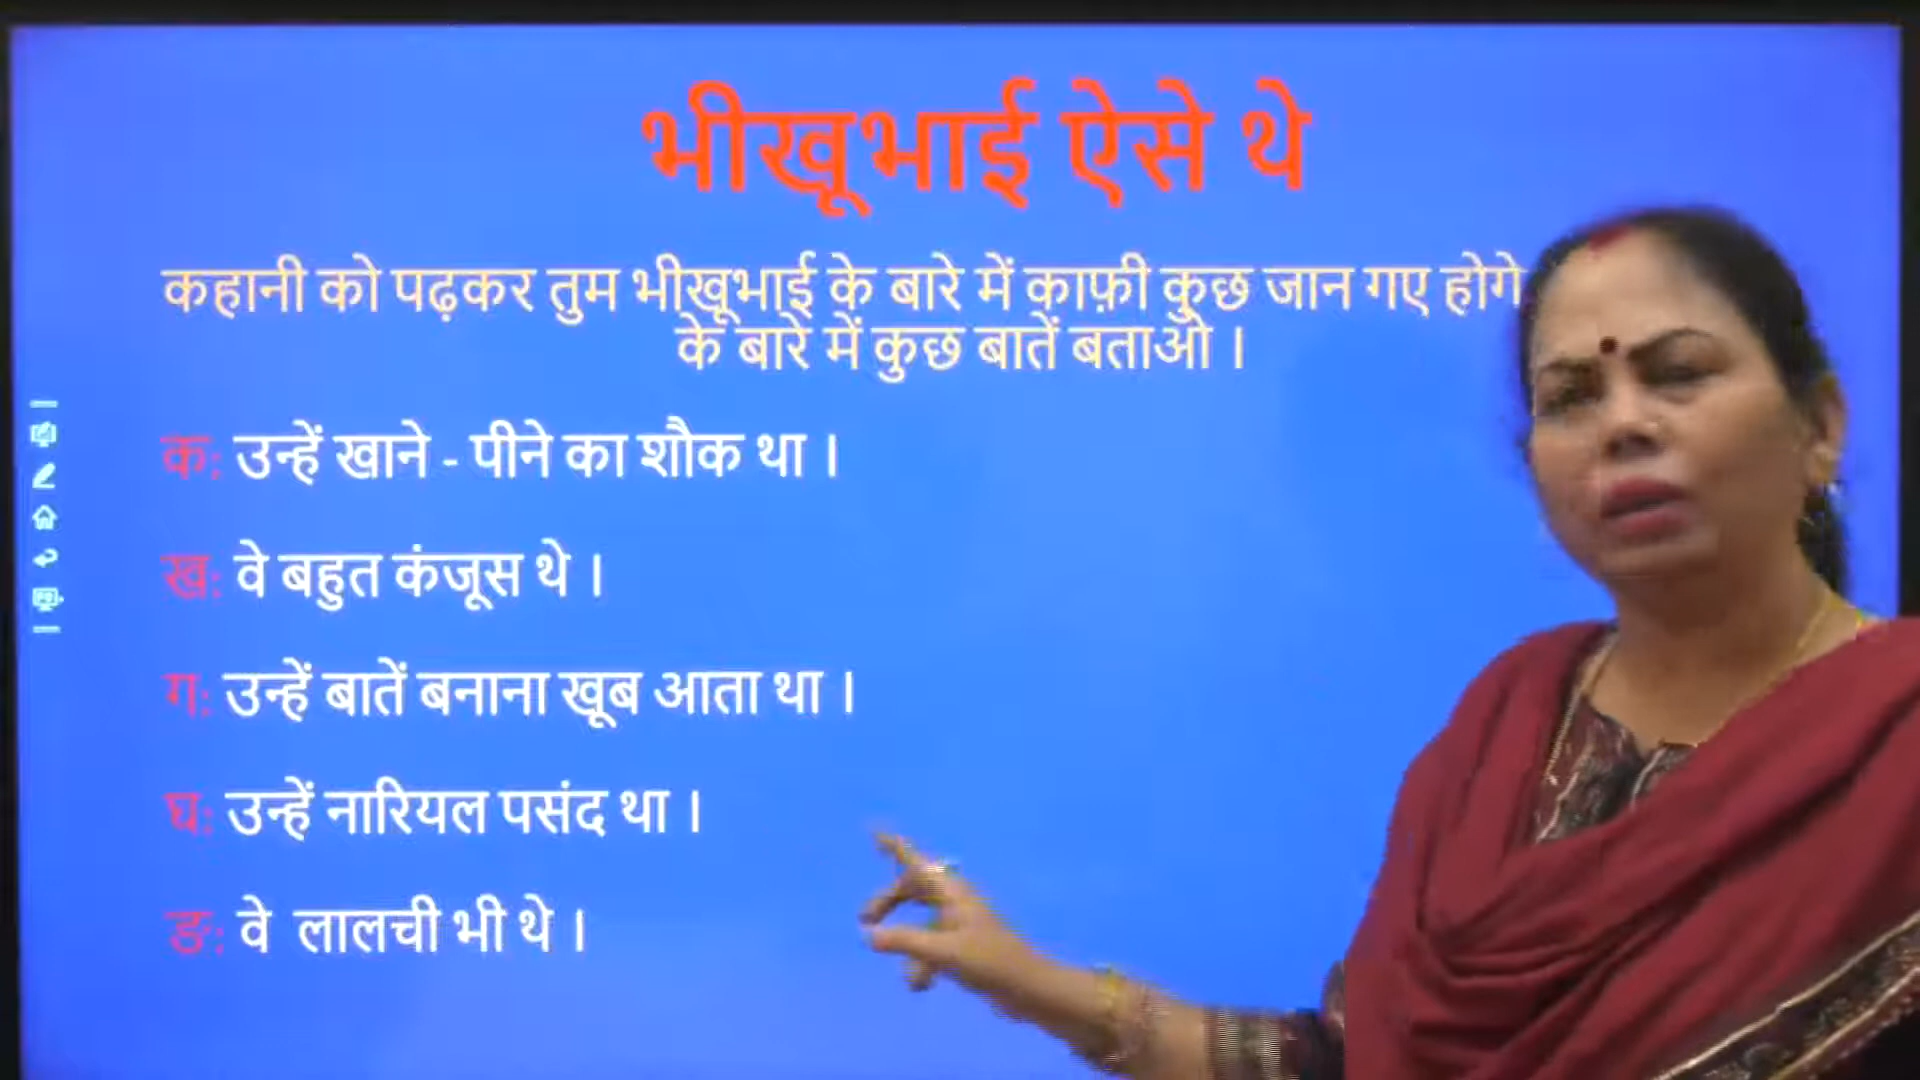 भीखूभाई ऐसे थे
कहानी को पढ़कर तुम भीखूभाई के बारे में काफ़ी कुछ जान गए होगे
के बारे में कुछ बातें बताओ ।
क: उन्हें खाने - पीने का शौक था ।
ख: वे बहुत कंजूस थे ।
ग: उन्हें बातें बनाना खूब आता था ।
घ: उन्हें नारियल पसंद था ।
ङ: वे लालची भी थे ।